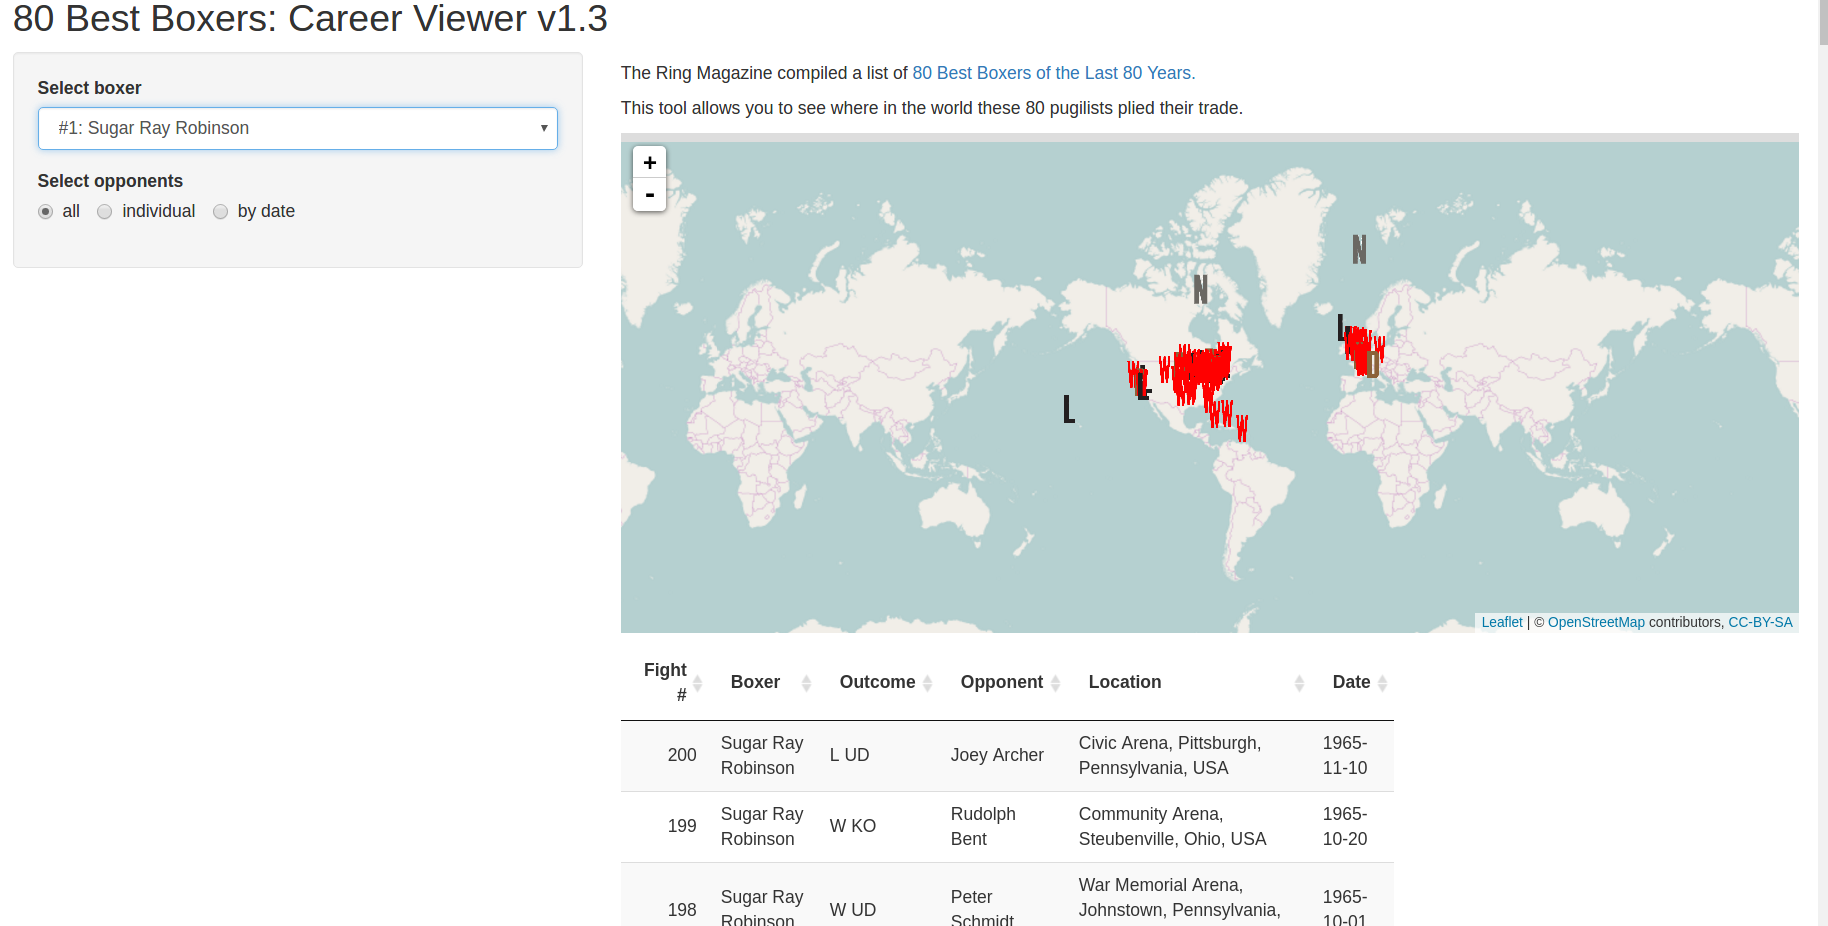 80 Best Boxers: Career Viewer v1.3
Select boxer
#1: Sugar Ray Robinson
Select opponents
all individual by date
The Ring Magazine compiled a list of 80 Best Boxers of the Last 80 Years.
This tool allows you to see where in the world these 80 pugilists plied their trade.
+
-
N
N
L
W
W
W
L
D
L
W
W
W
W
Leaflet | © OpenStreetMap contributors, CC-BY-SA
Fight # Boxer Outcome Opponent Location Date
200 Sugar Ray Robinson L UD Joey Archer Civic Arena, Pittsburgh, Pennsylvania, USA 1965-11-10
199 Sugar Ray Robinson W KO Rudolph Bent Community Arena, Steubenville, Ohio, USA 1965-10-20
198 Sugar Ray Robinson W UD Peter Schmidt War Memorial Arena, Johnstown, Pennsylvania, 1965-10-01